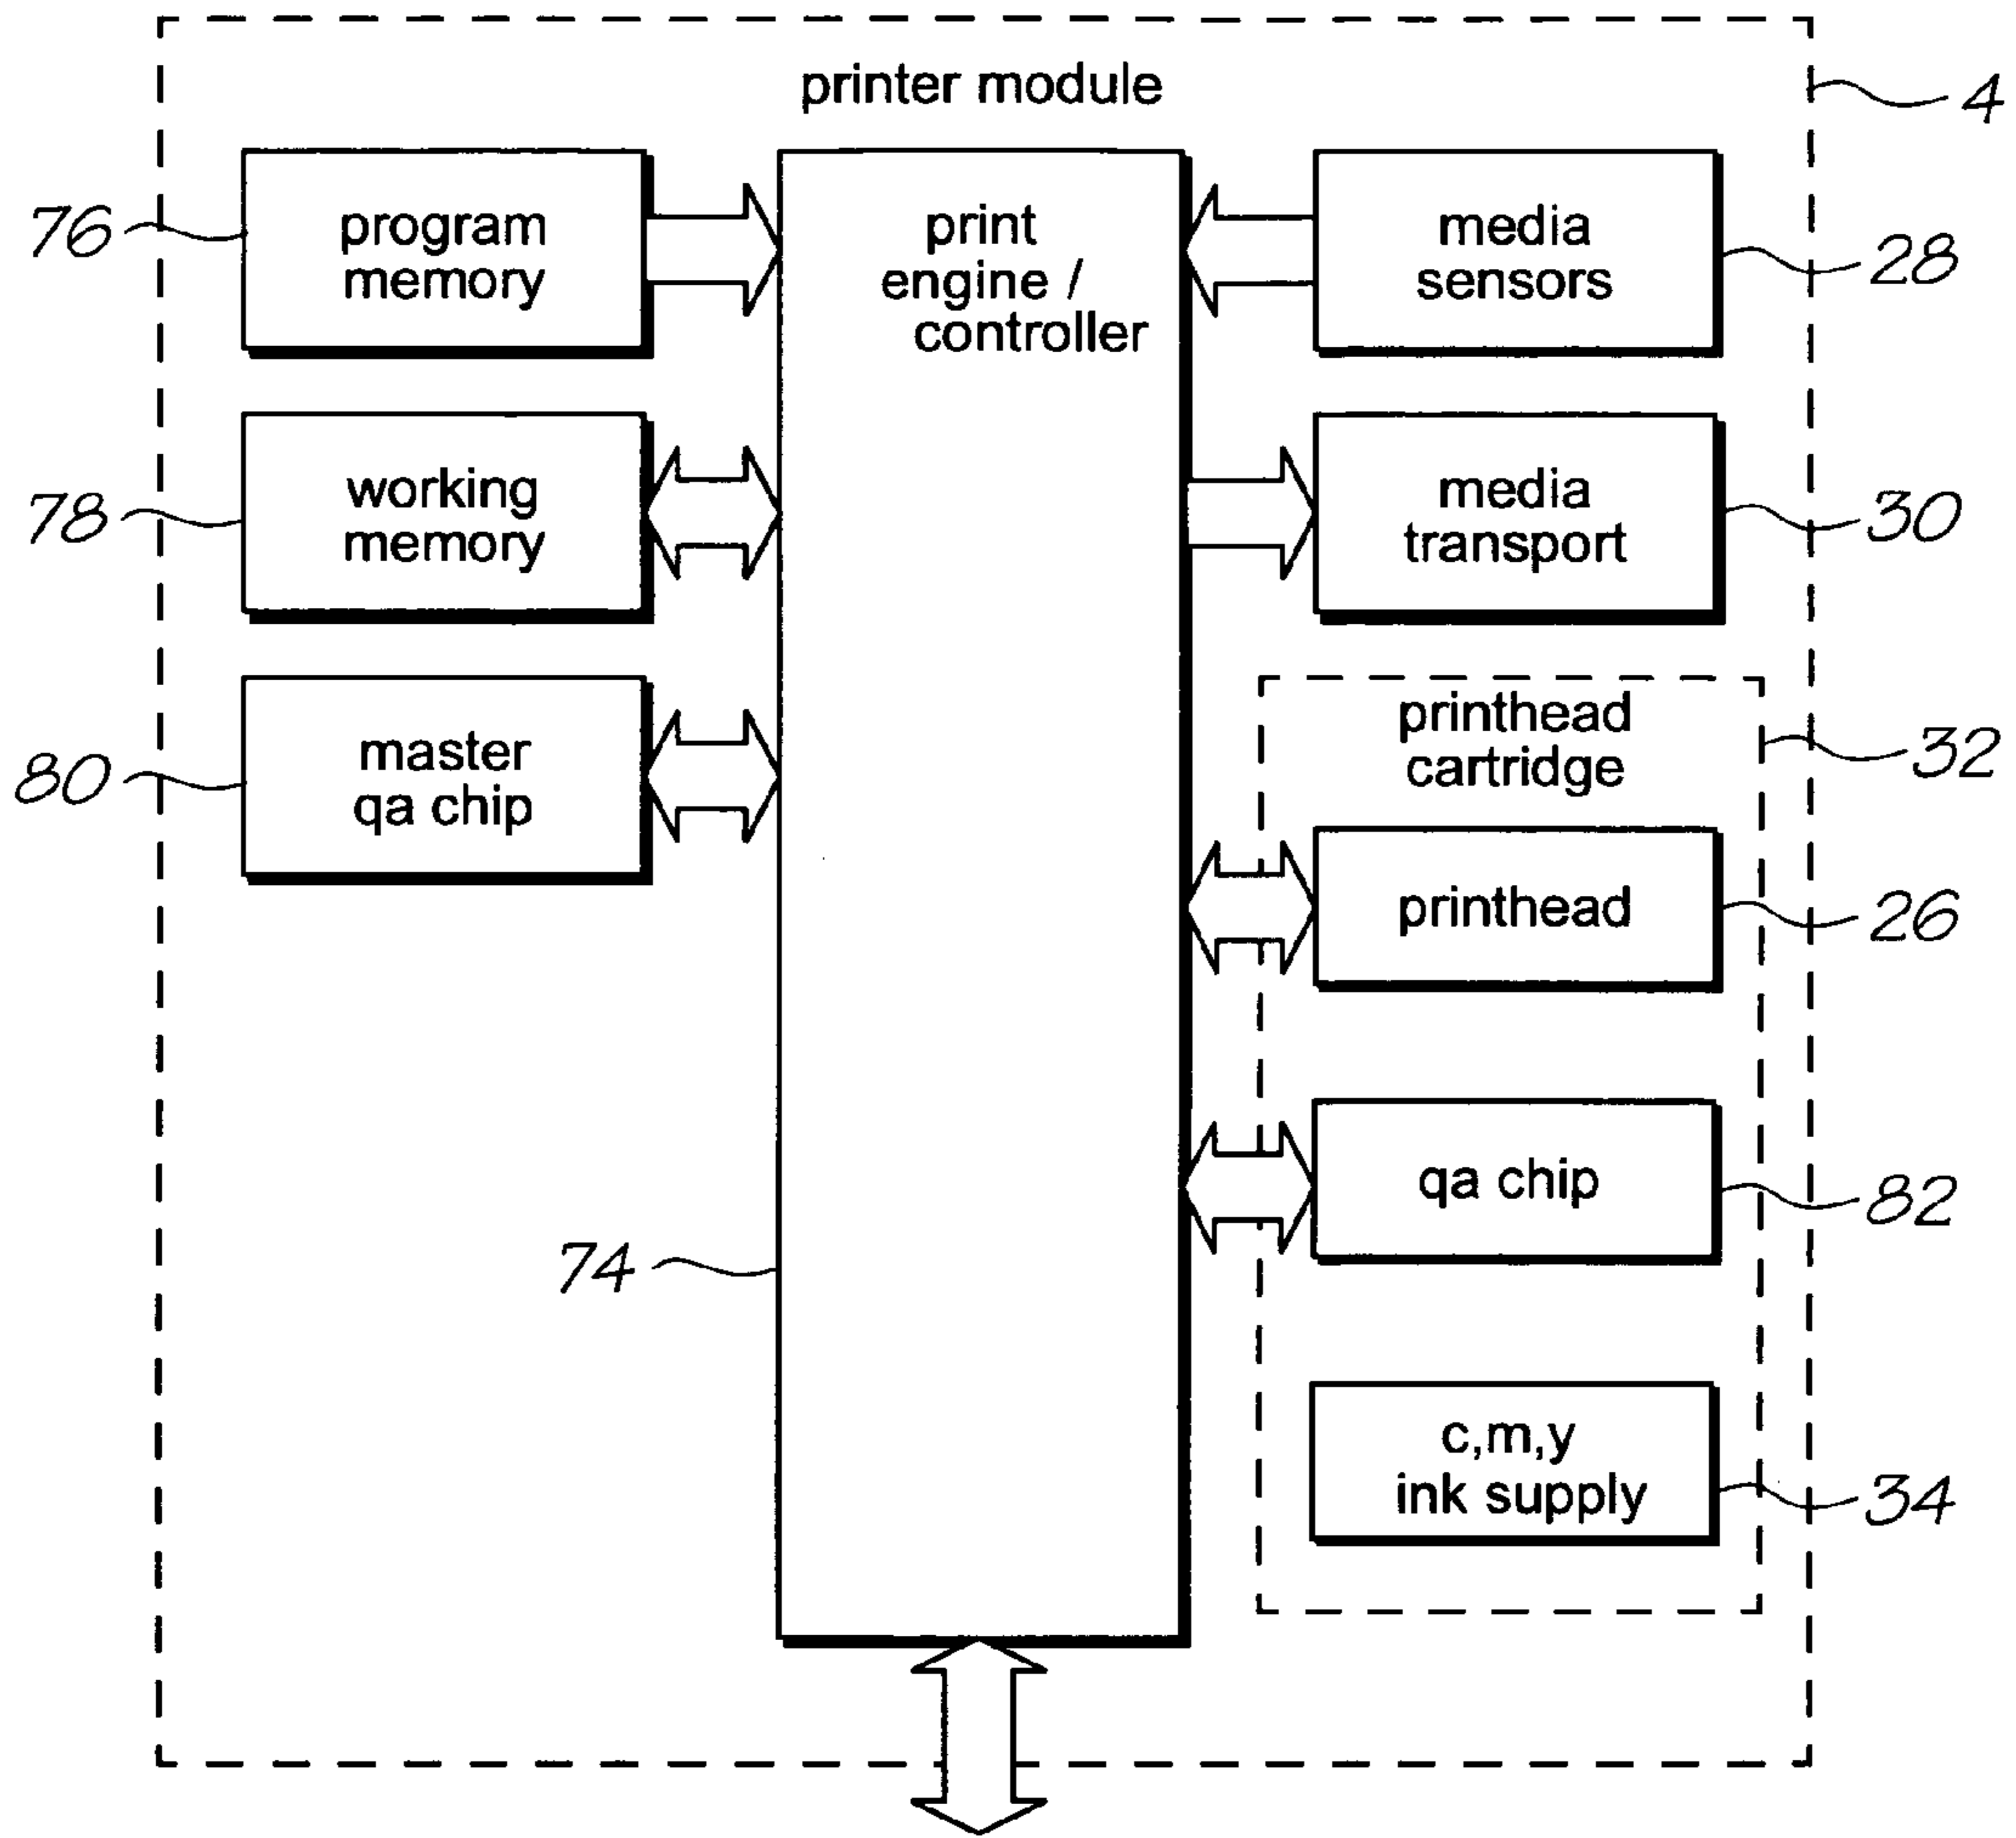 printer module
4
76
program
memory
print
engine /
controller
media
sensors
28
78
working
memory
media
transport
30
80
master
qa chip
printhead
cartridge
32
printhead
26
qa chip
82
74
c,m,y
ink supply
34